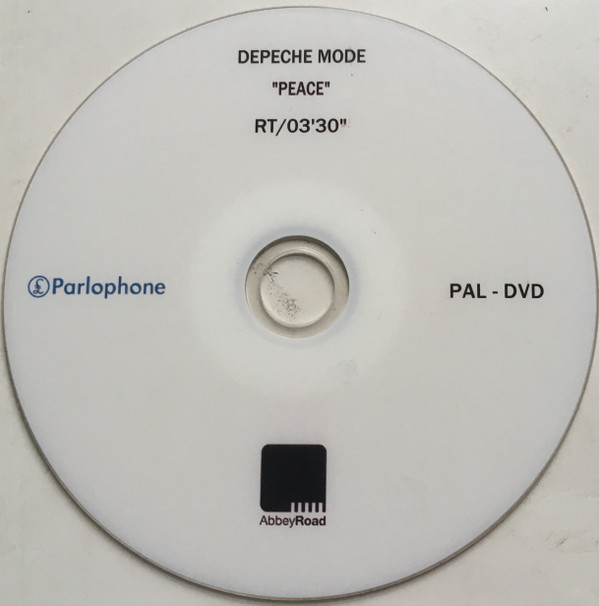 DEPECHE MODE
"PEACE"
RT/03'30"
£Parlophone
PAL - DVD
AbbeyRoad